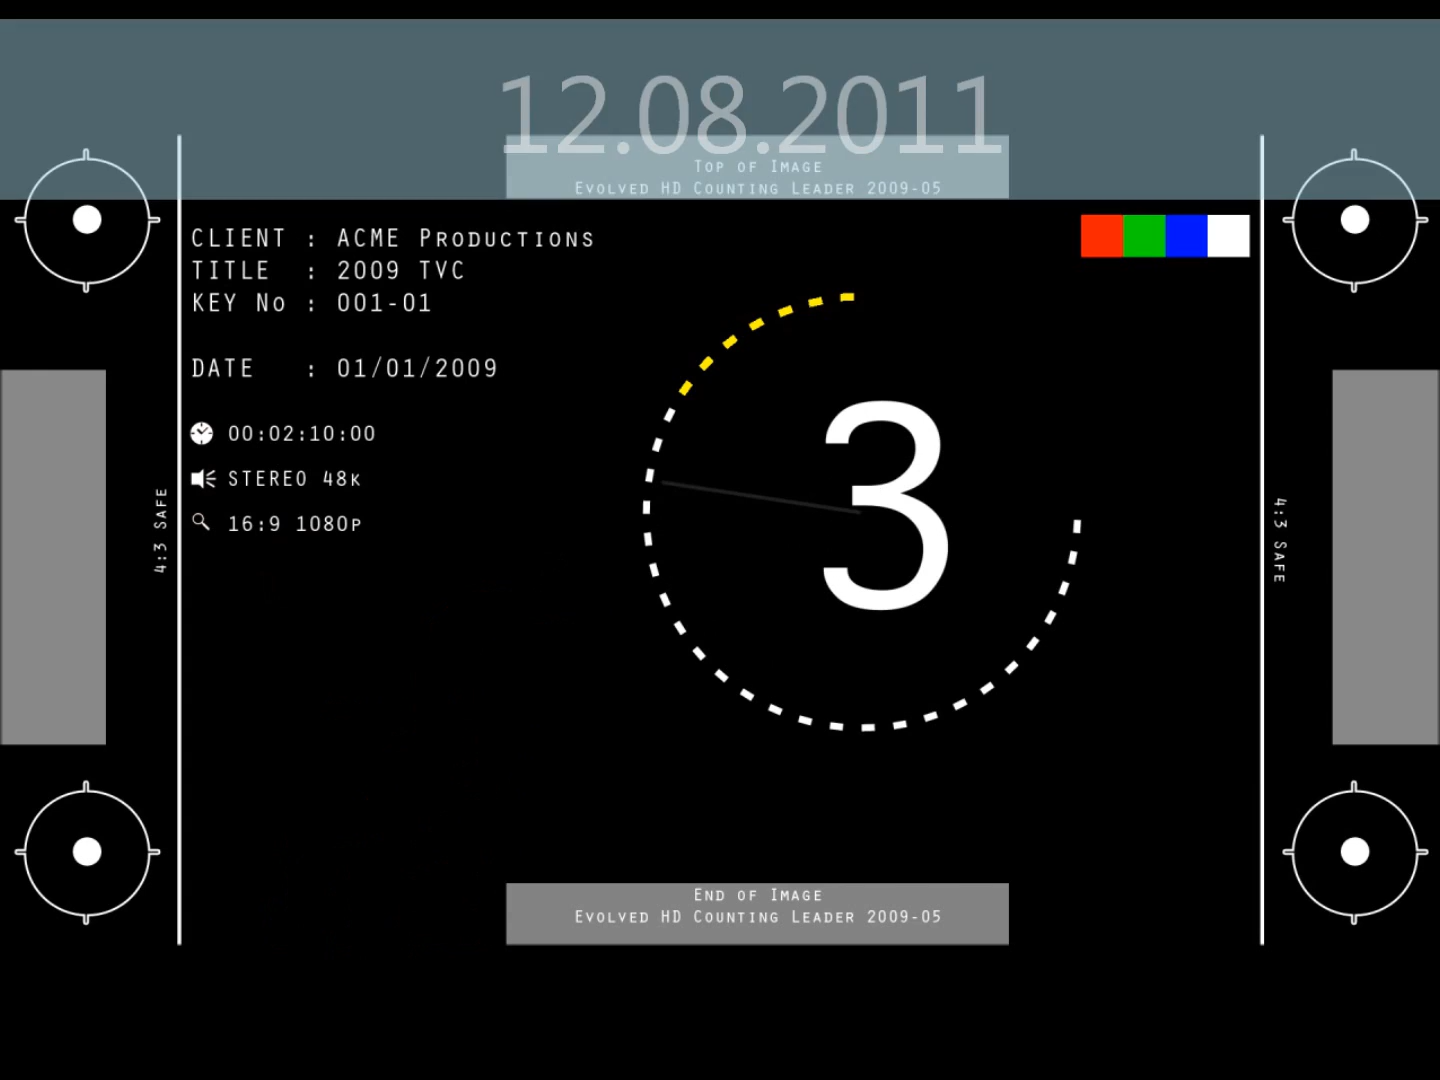 12.08.2011
Top of Image
Evolved HD Counting Leader 2009-05
CLIENT : ACME Productions
TITLE : 2009 TVC
KEY No : 001-01
DATE : 01/01/2009
00:02:10:00
STEREO 48k
16:9 1080p
3
4:3 SAFE
4:3 SAFE
End of Image
Evolved HD Counting Leader 2009-05